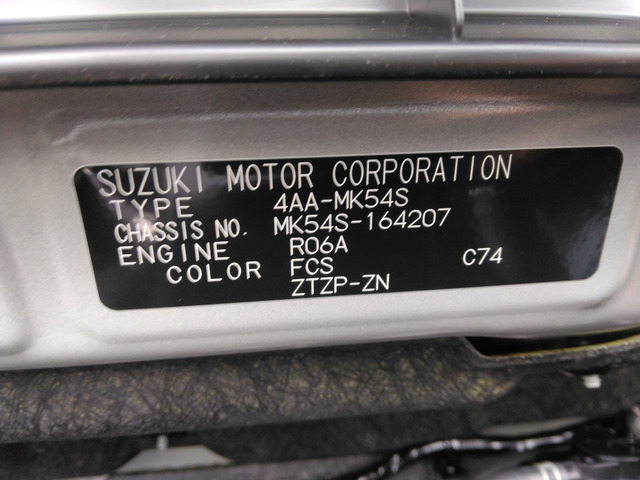 SUZUKI MOTOR CORPORATION
TYPE 4AA-MK54S
CHASSIS NO. MK54S-164207
ENGINE R06A
COLOR FCS C74
ZTZP-ZN